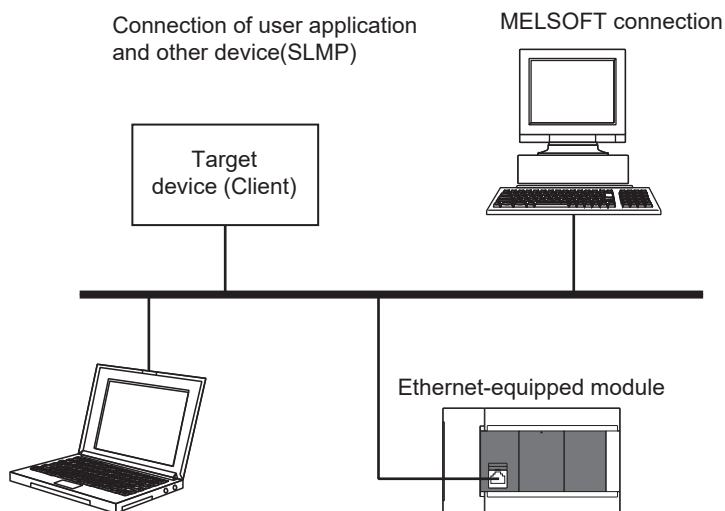 Connection of user application
and other device(SLMP)
MELSOFT connection
Target
device (Client)
Ethernet-equipped module